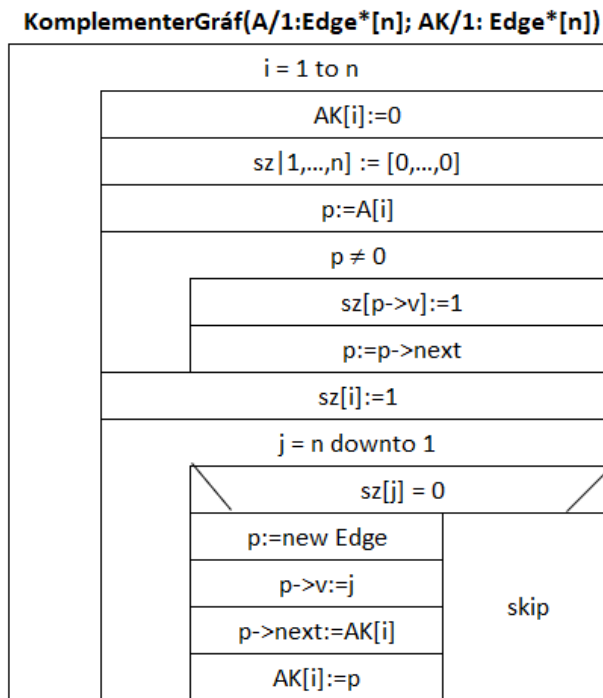 KomplementerGráf(A/1:Edge*[n]; AK/1: Edge*[n])
i = 1 to n
AK[i]:=0
sz|1,...,n] := [0,...,0]
p:=A[i]
p ≠ 0
sz[p->v]:=1
p:=p->next
sz[i]:=1
j = n downto 1
sz[j] = 0
p:=new Edge
p->v:=j
skip
p->next:=AK[i]
AK[i]:=p